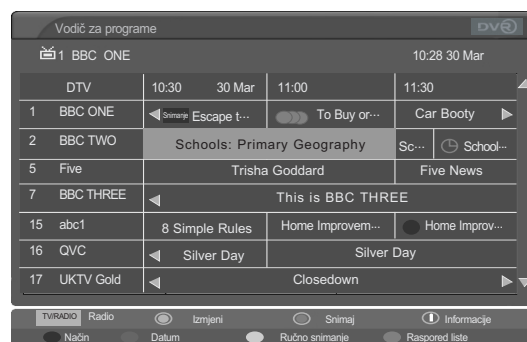 Vodič za programe DVR
1 BBC ONE 10:28 30 Mar
DTV 10:30 30 Mar 11:00 11:30
1 BBC ONE Snimanje Escape t··· To Buy or··· Car Booty
2 BBC TWO Schools: Primary Geography Sc··· School···
5 Five Trisha Goddard Five News
7 BBC THREE This is BBC THREE
15 abc1 8 Simple Rules Home Improvem··· Home Improv···
16 QVC Silver Day Silver Day
17 UKTV Gold Closedown
TV/RADIO Radio Izmjeni Snimaj Informacije
Način Datum Ručno snimanje Raspored liste